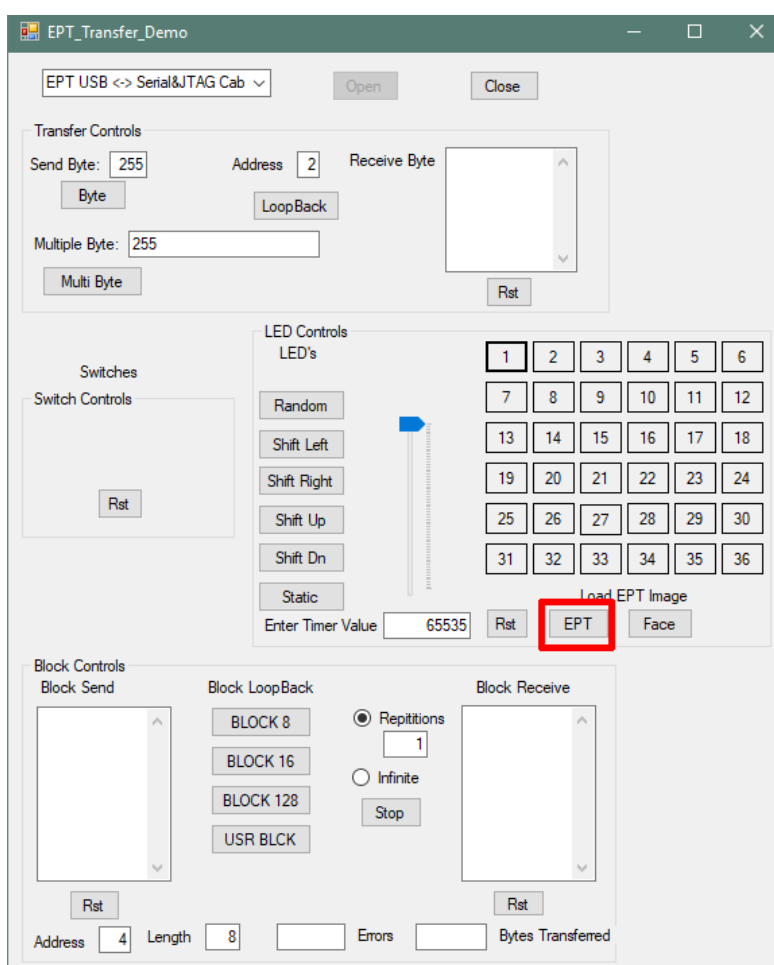 EPT_Transfer_Demo
EPT USB <-> Serial&JTAG Cab
Open
Close
Transfer Controls
Send Byte: 255
Address 2
Receive Byte
Byte
LoopBack
Multiple Byte: 255
Multi Byte
Rst
LED Controls
LED's
Switches
Switch Controls
Rst
Random
Shift Left
Shift Right
Shift Up
Shift Dn
Static
Enter Timer Value 65535
1 2 3 4 5 6
7 8 9 10 11 12
13 14 15 16 17 18
19 20 21 22 23 24
25 26 27 28 29 30
31 32 33 34 35 36
Load EPT Image
Rst EPT Face
Block Controls
Block Send
Block LoopBack
Block Receive
BLOCK 8
BLOCK 16
BLOCK 128
USR BLCK
Repititions
1
Infinite
Stop
Rst
Rst
Address 4 Length 8 Errors Bytes Transferred